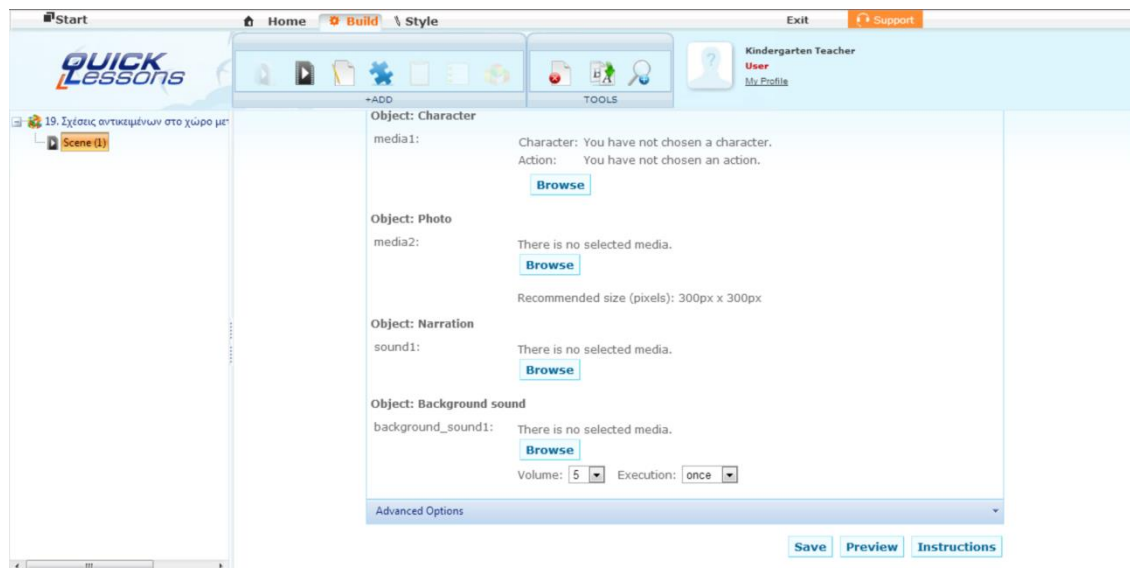 Start Home Build Style Exit Support
QUICK
Lessons
+ADD
TOOLS
Kindergarten Teacher
User
My Profile
19. Σχέσεις αντικειμένων στο χώρο με
Scene (1)
Object: Character
media1: Character: You have not chosen a character.
Action: You have not chosen an action.
Browse
Object: Photo
media2: There is no selected media.
Browse
Recommended size (pixels): 300px x 300px
Object: Narration
sound1: There is no selected media.
Browse
Object: Background sound
background_sound1: There is no selected media.
Browse
Volume: 5 Execution: once
Advanced Options
Save Preview Instructions